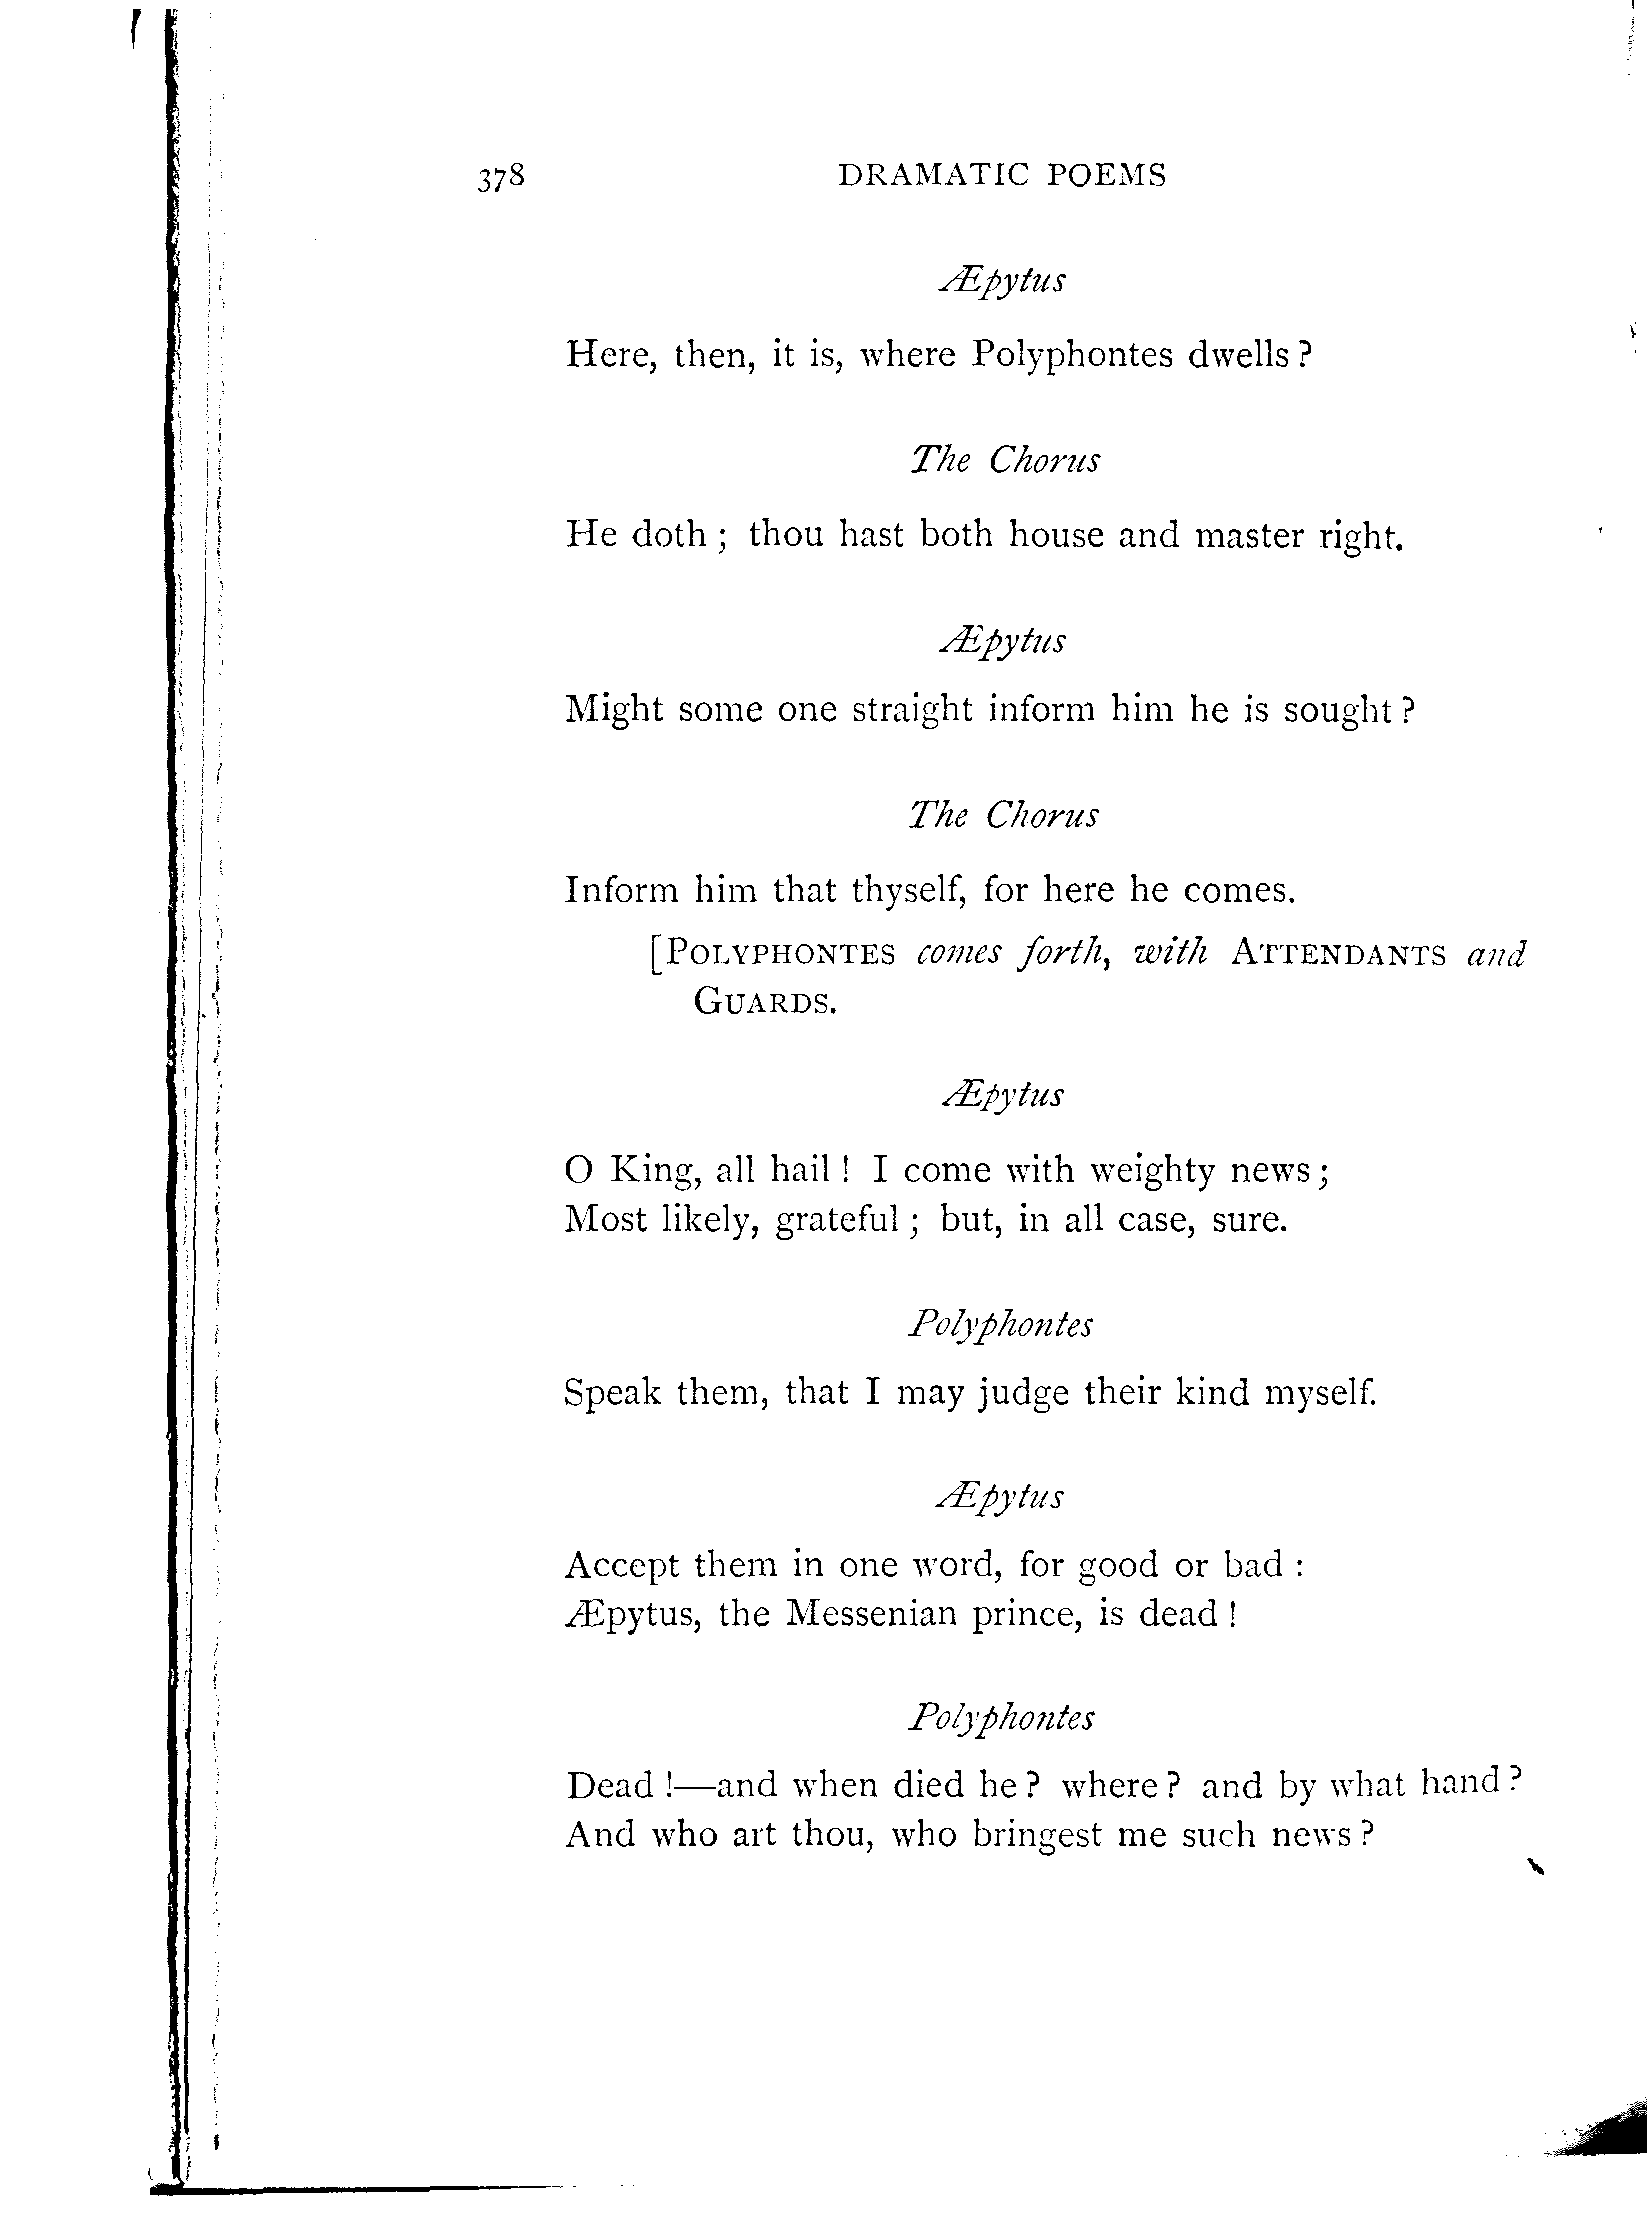 378 DRAMATIC POEMS
Æpytus
Here, then, it is, where Polyphontes dwells?
The Chorus
He doth; thou hast both house and master right.
Æpytus
Might some one straight inform him he is sought?
The Chorus
Inform him that thyself, for here he comes.
[POLYPHONTES comes forth, with ATTENDANTS and
GUARDS.
Æpytus
O King, all hail! I come with weighty news;
Most likely, grateful; but, in all case, sure.
Polyphontes
Speak them, that I may judge their kind myself.
Æpytus
Accept them in one word, for good or bad:
Æpytus, the Messenian prince, is dead!
Polyphontes
Dead!—and when died he? where? and by what hand?
And who art thou, who bringest me such news?